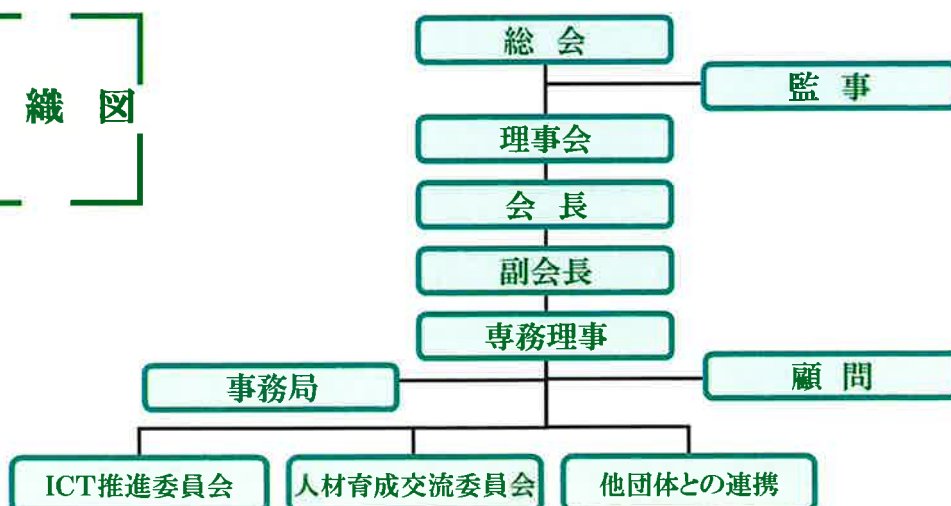 織 図
総 会
監 事
理事会
会 長
副会長
専務理事
事務局
顧 問
ICT推進委員会
人材育成交流委員会
他団体との連携